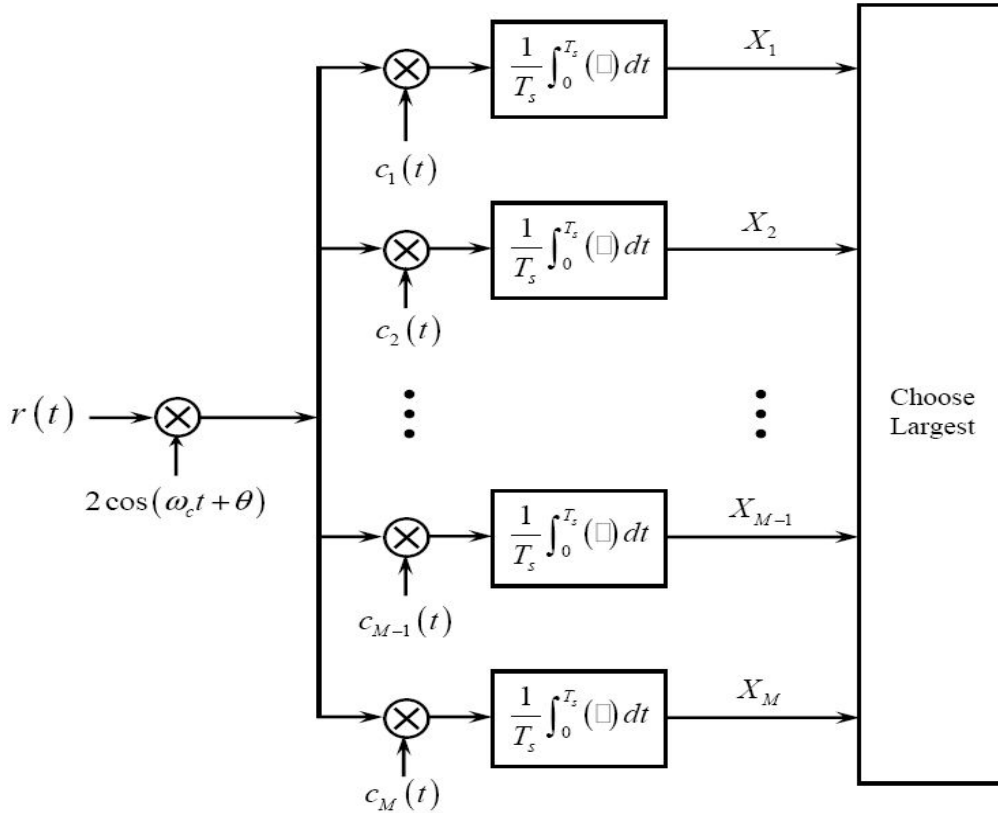 1/T_s ∫_0^{T_s} (□) dt
X_1
c_1(t)
1/T_s ∫_0^{T_s} (□) dt
X_2
c_2(t)
r(t)
2cos(ω_c t + θ)
Choose
Largest
1/T_s ∫_0^{T_s} (□) dt
X_{M-1}
c_{M-1}(t)
1/T_s ∫_0^{T_s} (□) dt
X_M
c_M(t)